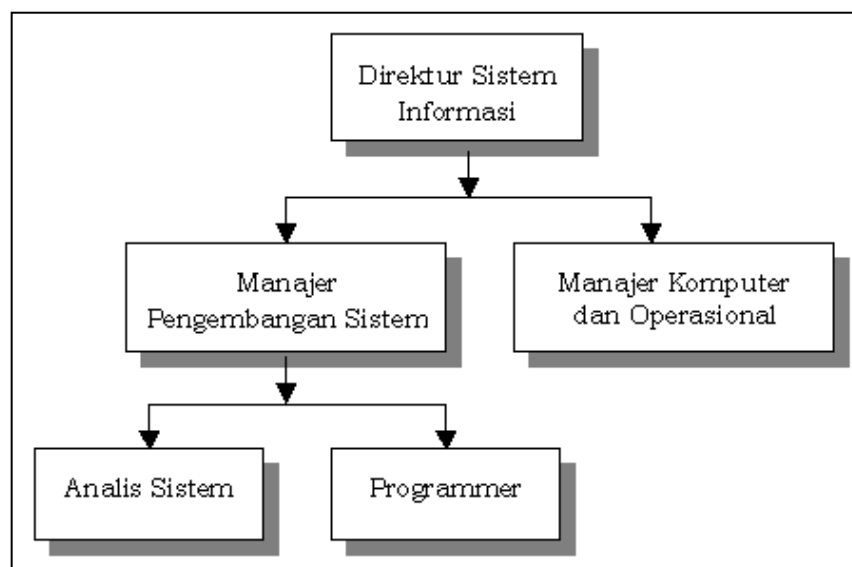 Direktur Sistem
Informasi
Manajer
Pengembangan Sistem
Manajer Komputer
dan Operasional
Analis Sistem
Programmer